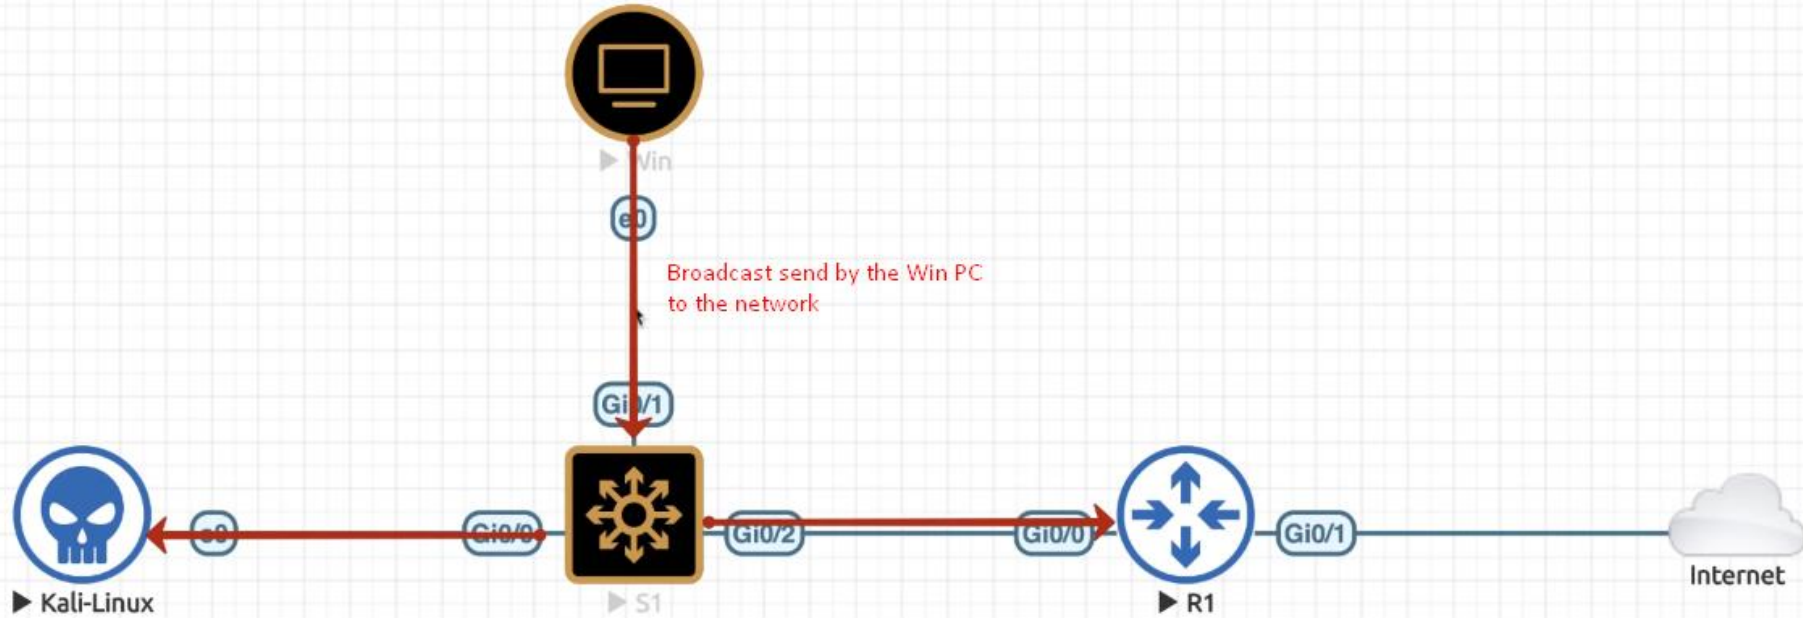 Win
e0
Broadcast send by the Win PC
to the network
Gi0/1
e0
Gi0/0
Gi0/2
Gi0/0
Gi0/1
Internet
Kali-Linux
S1
R1